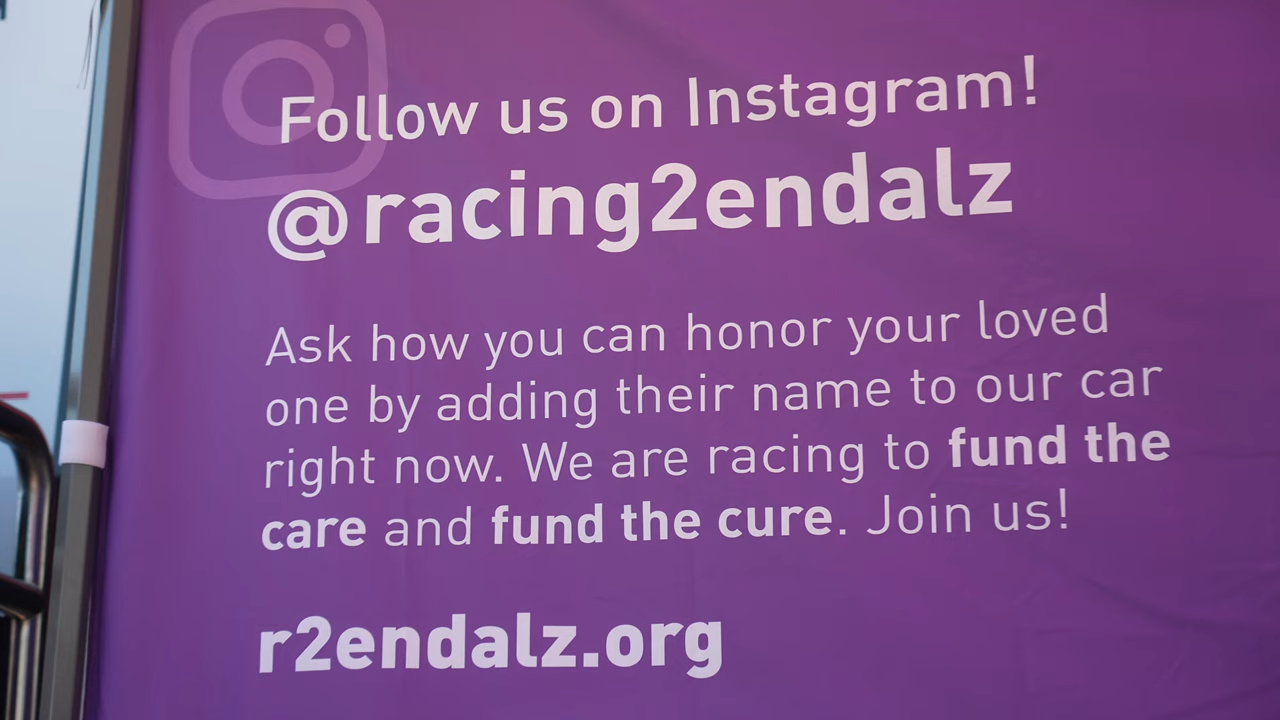 Follow us on Instagram!
@racing2endalz
Ask how you can honor your loved
one by adding their name to our car
right now. We are racing to fund the
care and fund the cure. Join us!
r2endalz.org